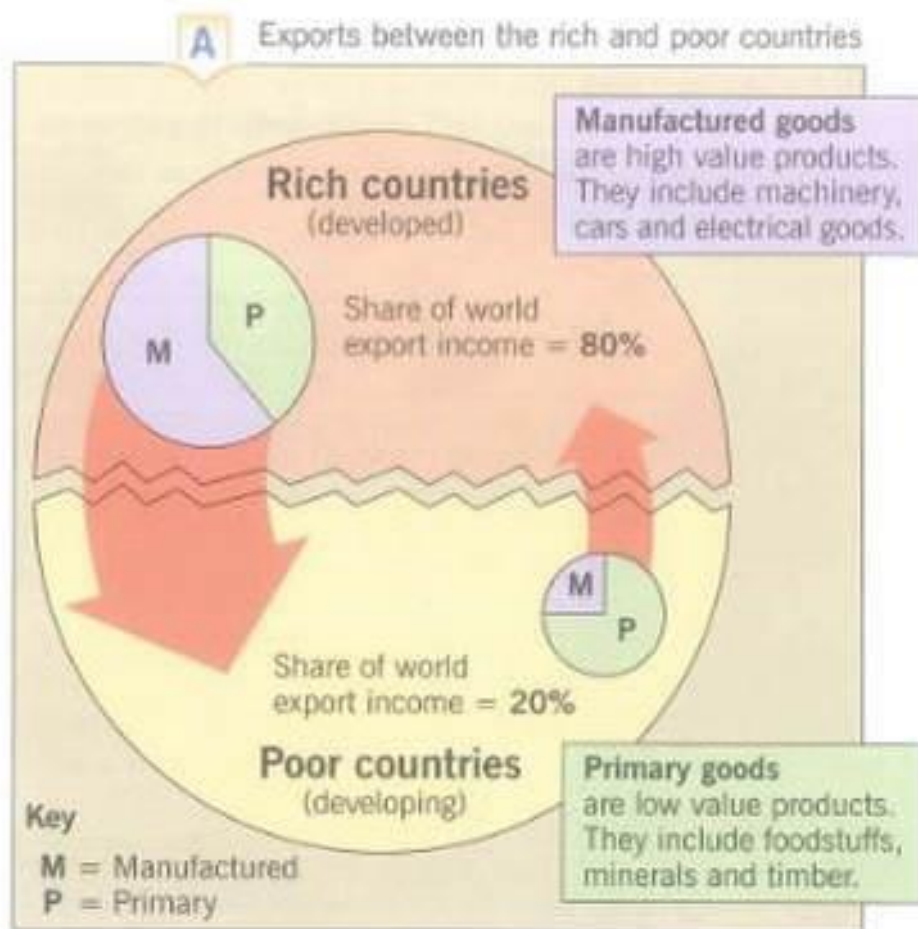 A
Exports between the rich and poor countries
Manufactured goods
are high value products.
They include machinery,
cars and electrical goods.
Rich countries
(developed)
P
M
Share of world
export income = 80%
M
P
Share of world
export income = 20%
Poor countries
(developing)
Primary goods
are low value products.
They include foodstuffs,
minerals and timber.
Key
M = Manufactured
P = Primary